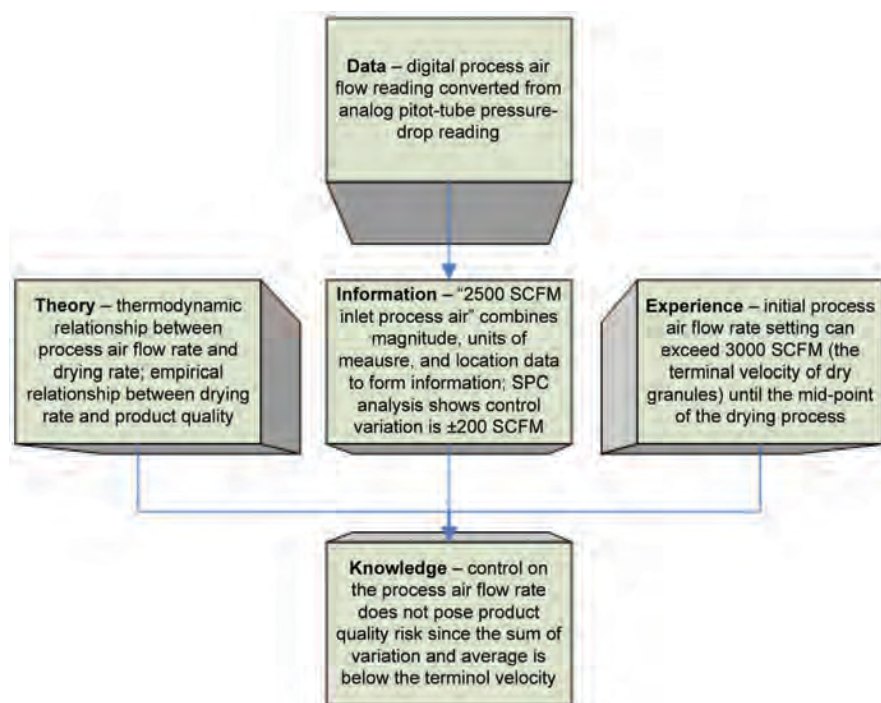 Data – digital process air
flow reading converted from
analog pitot-tube pressure-
drop reading
Theory – thermodynamic
relationship between
process air flow rate and
drying rate; empirical
relationship between drying
rate and product quality
Information – “2500 SCFM
inlet process air” combines
magnitude, units of
meausre, and location data
to form information; SPC
analysis shows control
variation is ±200 SCFM
Experience – initial process
air flow rate setting can
exceed 3000 SCFM (the
terminal velocity of dry
granules) until the mid-point
of the drying process
Knowledge – control on
the process air flow rate
does not pose product
quality risk since the sum of
variation and average is
below the terminol velocity